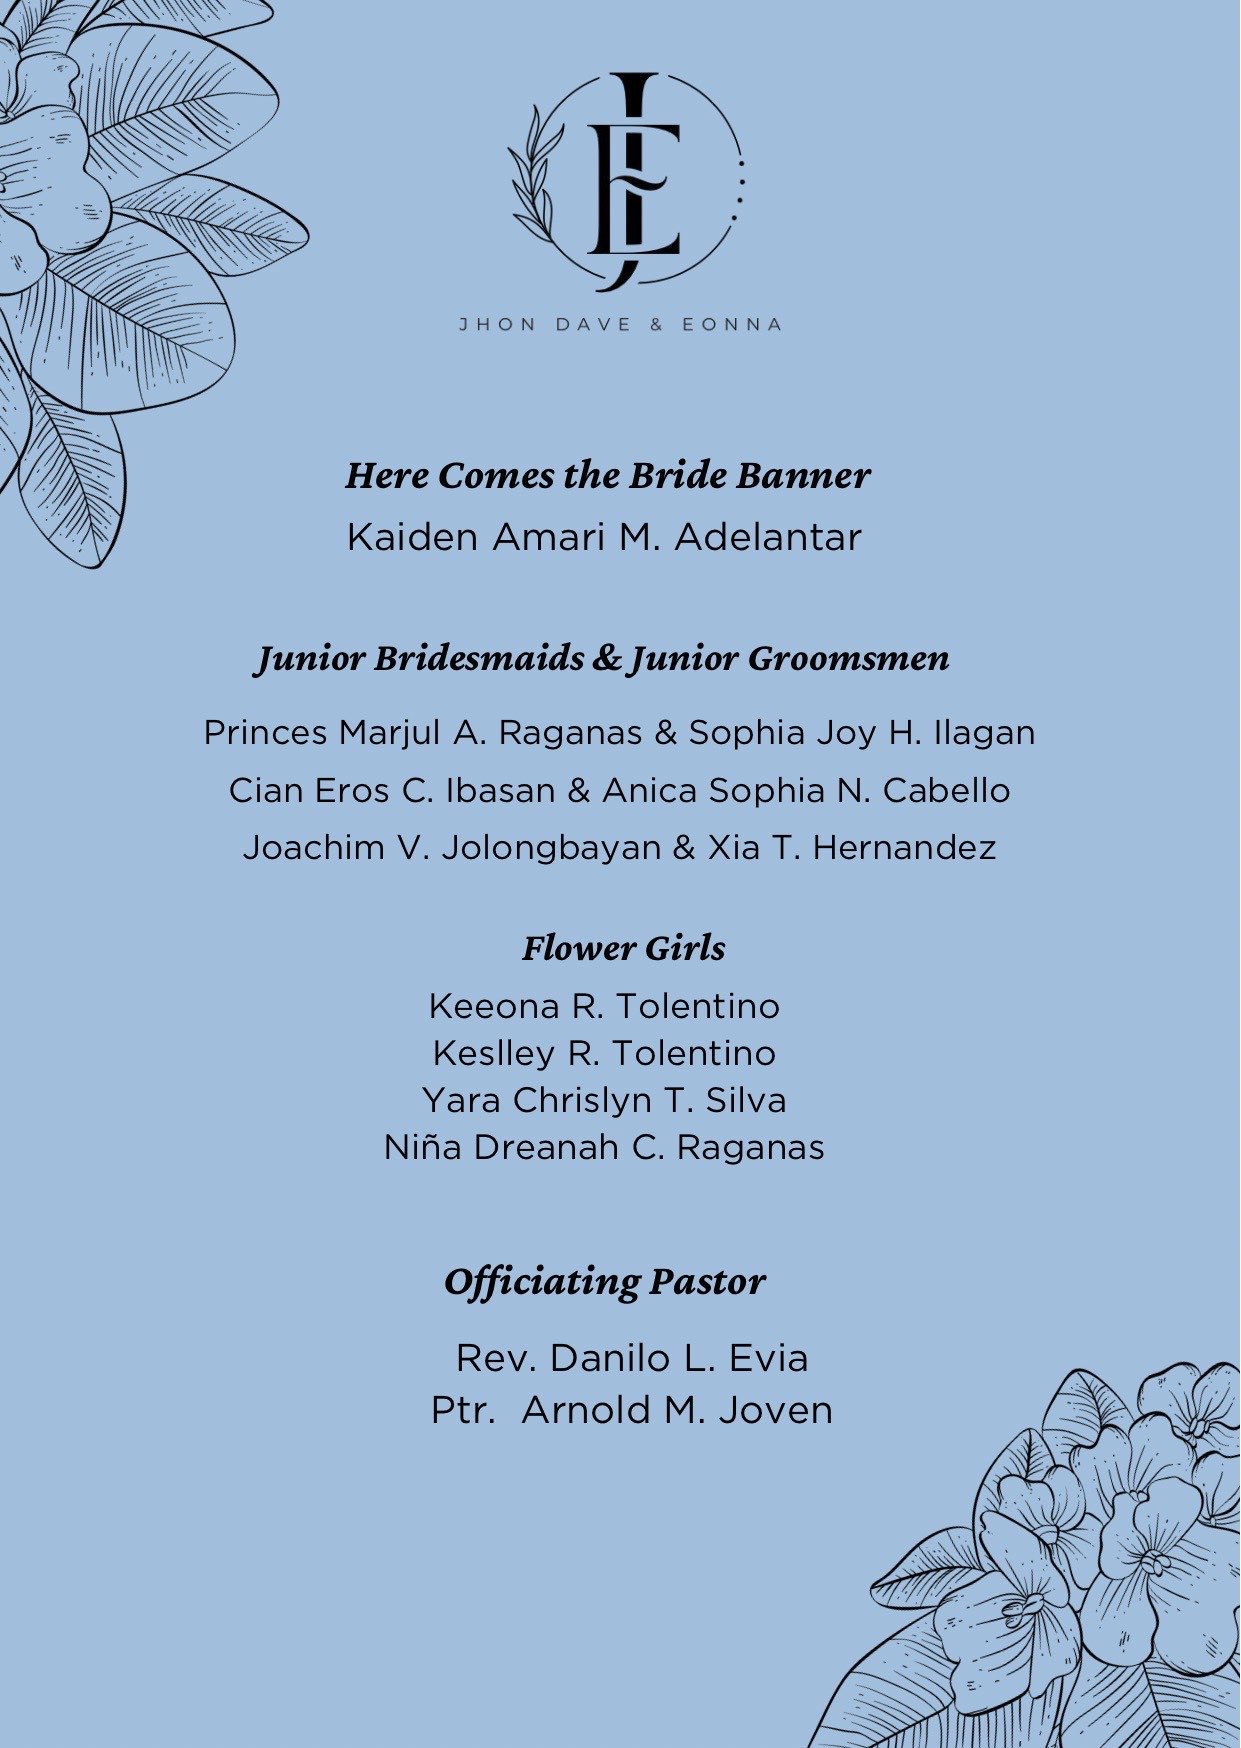 JE
JHON DAVE & EONNA
Here Comes the Bride Banner
Kaiden Amari M. Adelantar
Junior Bridesmaids & Junior Groomsmen
Princes Marjul A. Raganas & Sophia Joy H. Ilagan
Cian Eros C. Ibasan & Anica Sophia N. Cabello
Joachim V. Jolongbayan & Xia T. Hernandez
Flower Girls
Keeona R. Tolentino
Keslley R. Tolentino
Yara Chrislyn T. Silva
Niña Dreanah C. Raganas
Officiating Pastor
Rev. Danilo L. Evia
Ptr.  Arnold M. Joven